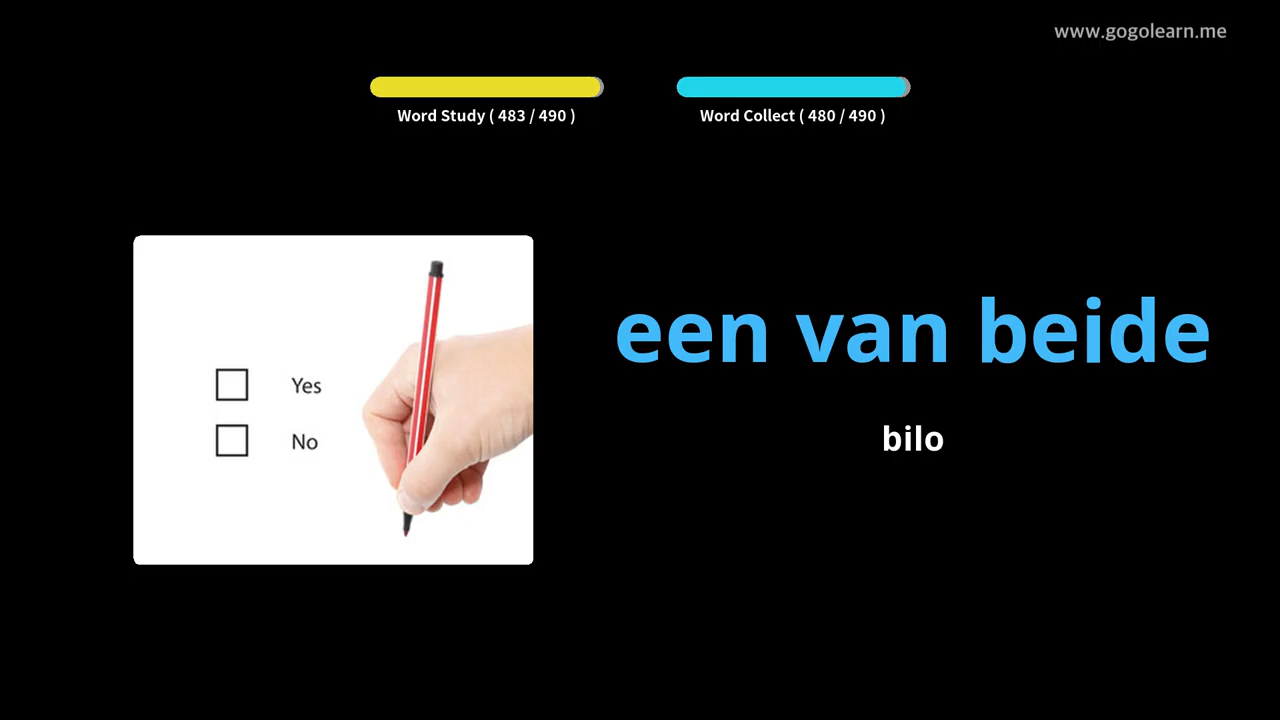 www.gogolearn.me
Word Study ( 483 / 490 )
Word Collect ( 480 / 490 )
Yes
No
een van beide
bilo